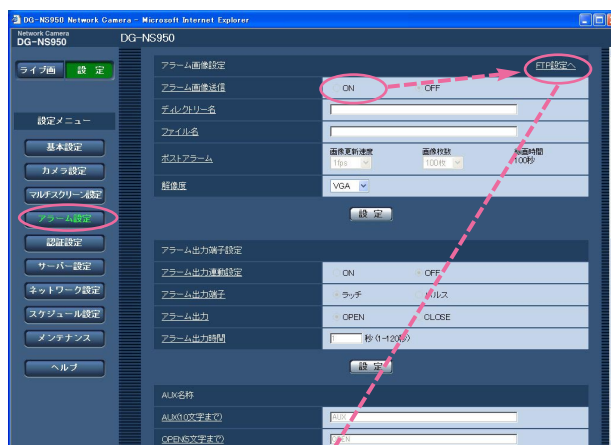 DG-NS950 Network Camera - Microsoft Internet Explorer
Network Camera
DG-NS950
DG-NS950
ライブ画 設 定
設定メニュー
基本設定
カメラ設定
マルチスクリーン設定
アラーム設定
認証設定
サーバー設定
ネットワーク設定
スケジュール設定
メンテナンス
ヘルプ
アラーム画像設定 FTP設定へ
アラーム画像送信 ON OFF
ディレクトリー名
ファイル名
ポストアラーム 画像更新速度 画像枚数 録画時間
1fps 100枚 100秒
解像度 VGA
設 定
アラーム出力端子設定
アラーム出力連動設定 ON OFF
アラーム出力端子 ラッチ パルス
アラーム出力 OPEN CLOSE
アラーム出力時間 1 秒(1-120秒)
設 定
AUX名称
AUX(10文字まで) AUX
OPEN(5文字まで) OPEN